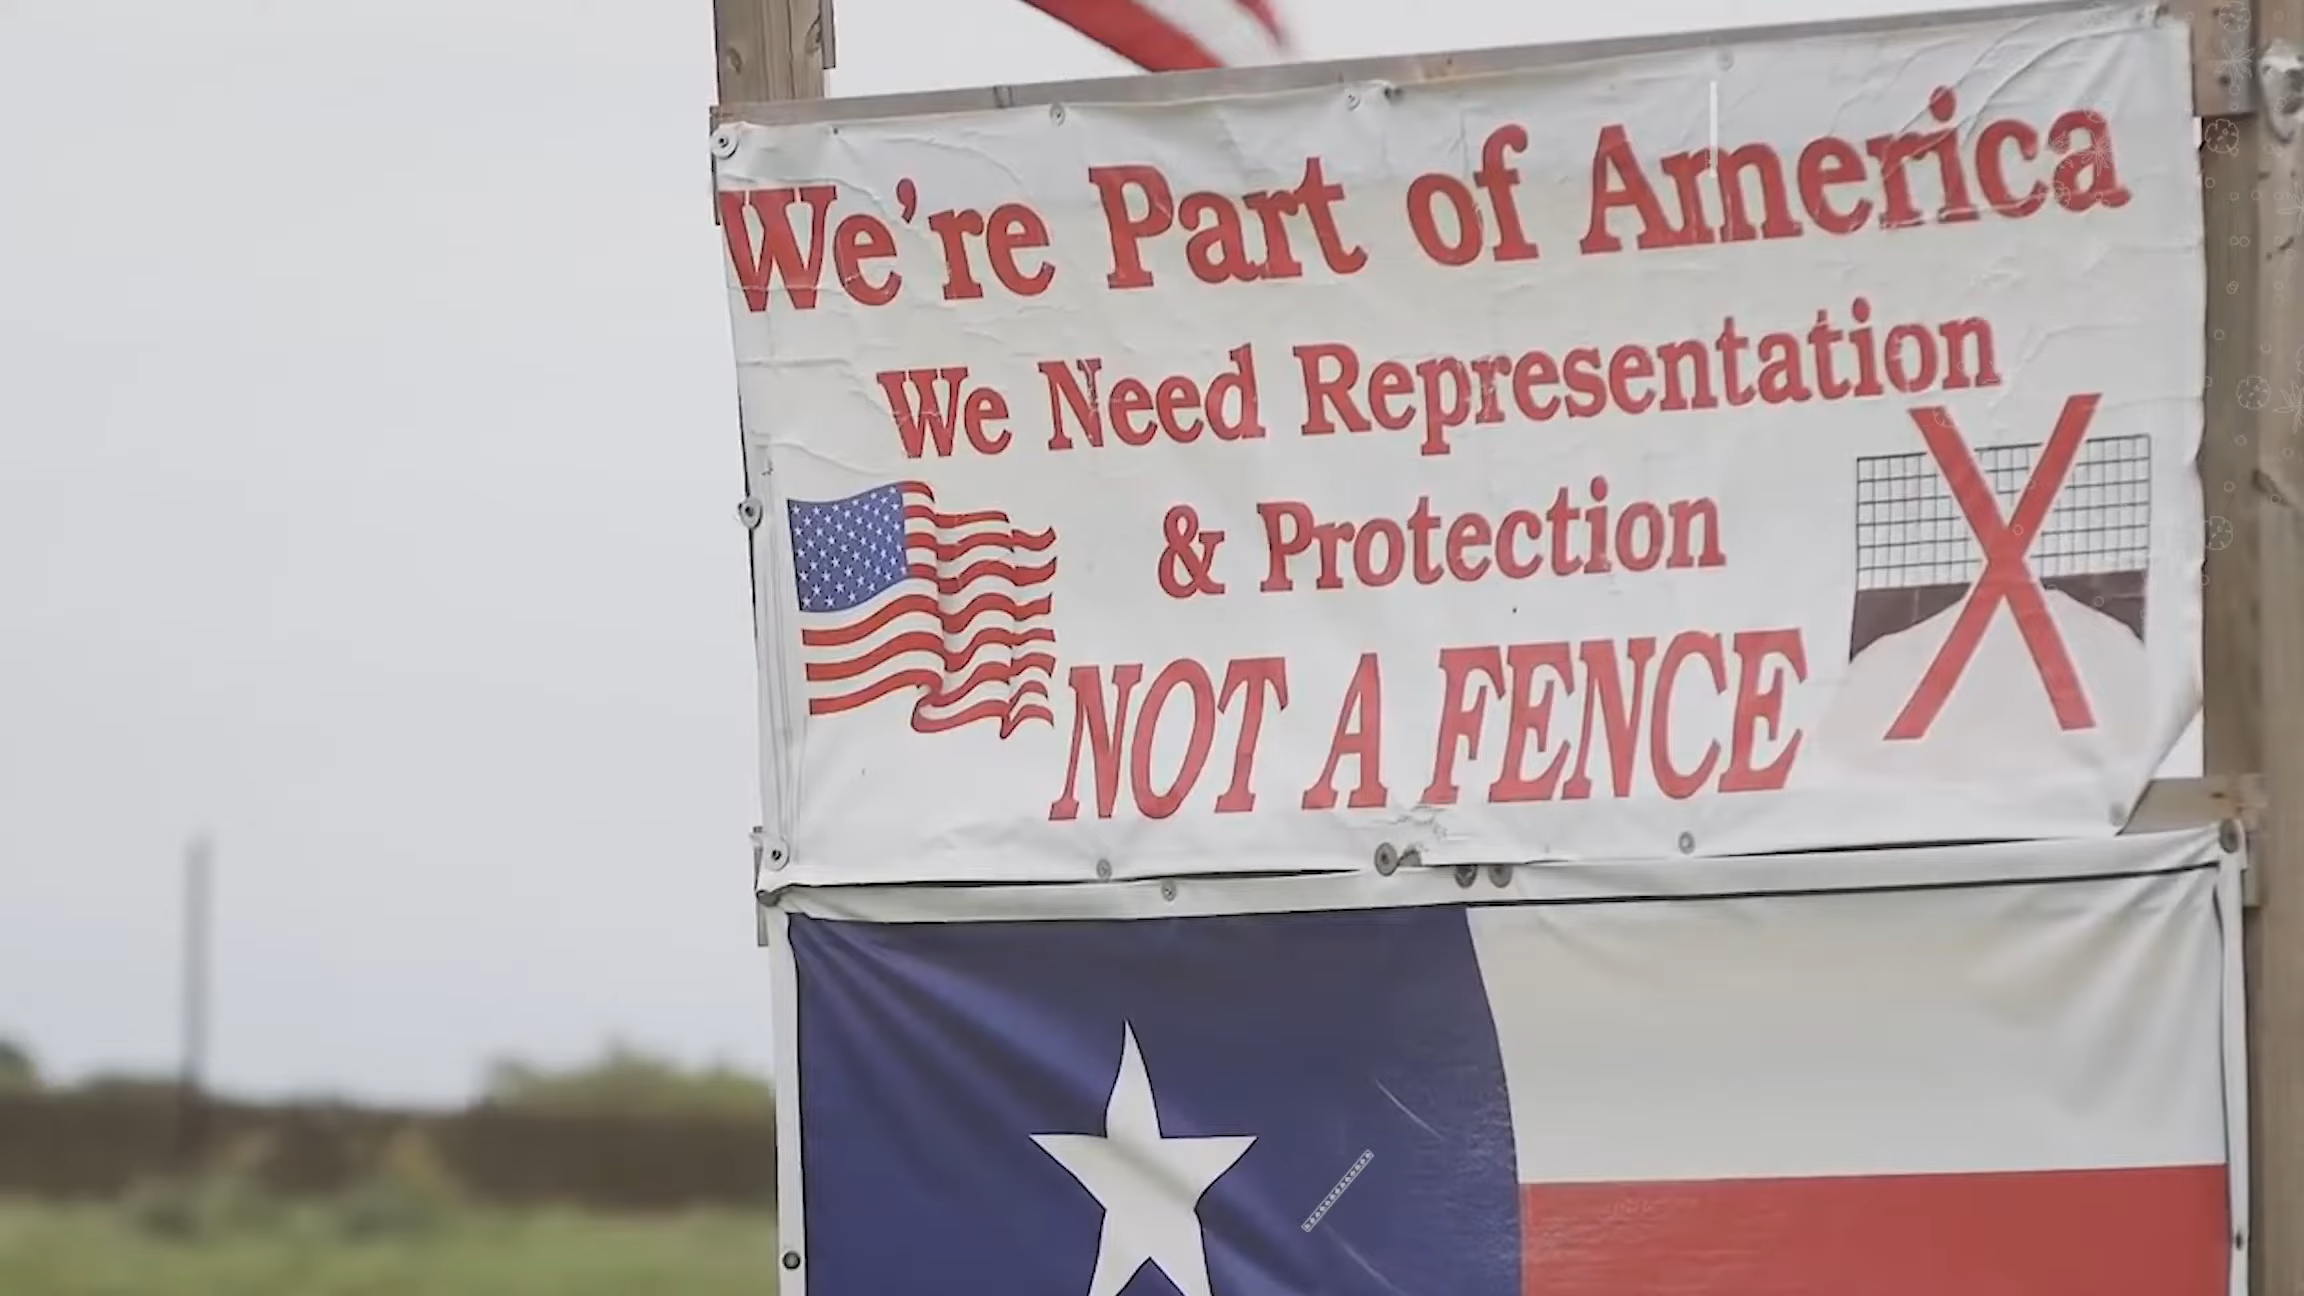 We're Part of America
We Need Representation
& Protection
NOT A FENCE